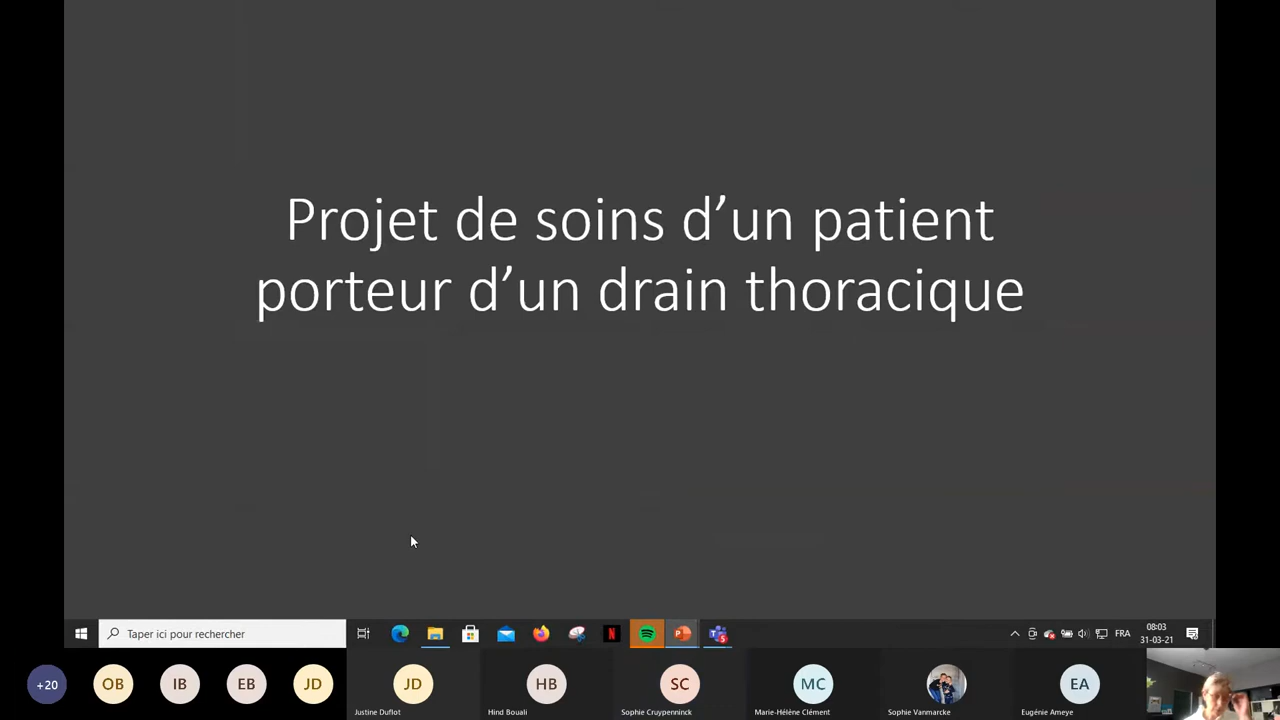 Projet de soins d’un patient
porteur d’un drain thoracique
Taper ici pour rechercher
N
P
FRA
08:03
31-03-21
+20
OB
IB
EB
JD
JD
HB
SC
MC
EA
Justine Duflot
Hind Bouali
Sophie Cruypenninck
Marie-Hélène Clément
Sophie Vanmarcke
Eugénie Ameye